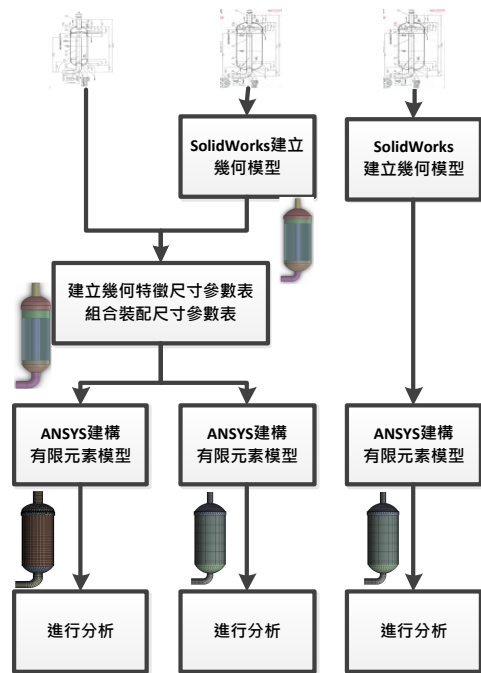 SolidWorks建立
幾何模型
SolidWorks
建立幾何模型
建立幾何特徵尺寸參數表
組合裝配尺寸參數表
ANSYS建構
有限元素模型
ANSYS建構
有限元素模型
ANSYS建構
有限元素模型
進行分析
進行分析
進行分析